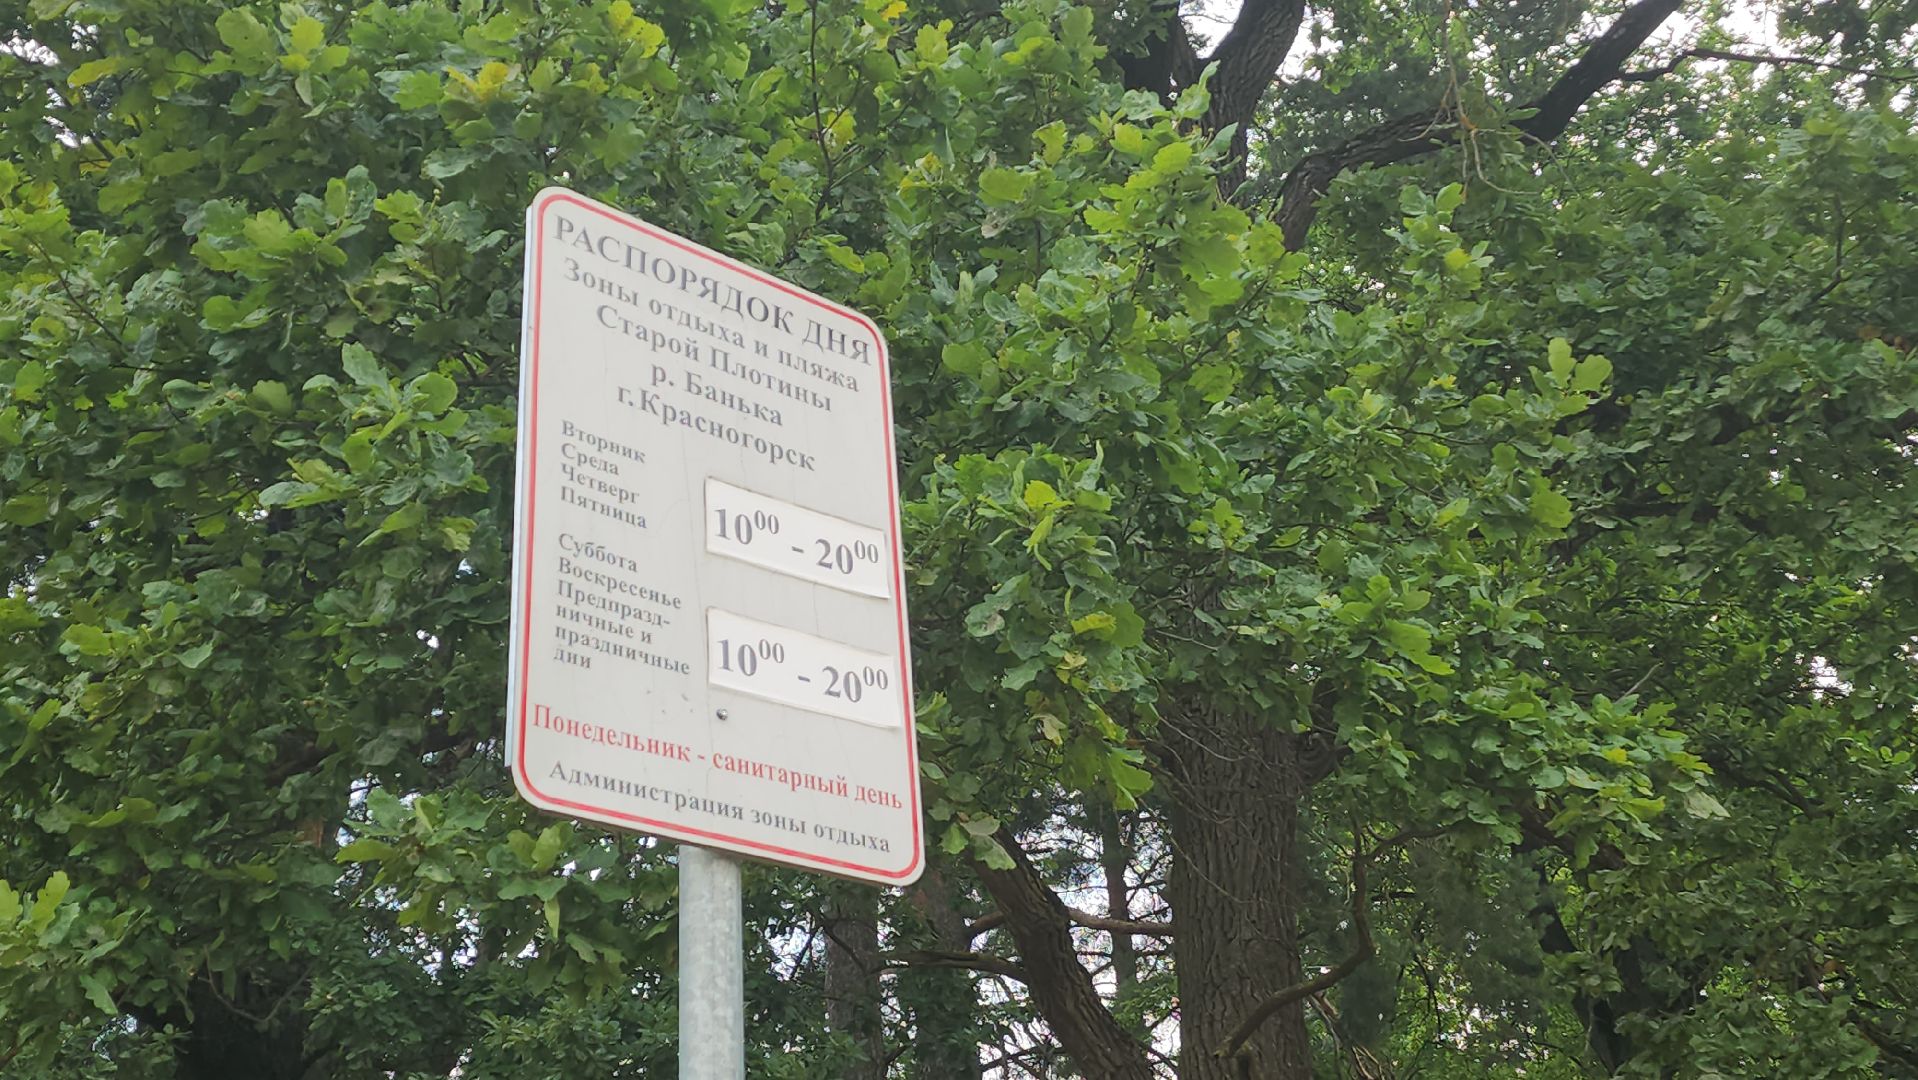 РАСПОРЯДОК ДНЯ
Зоны отдыха и пляжа
Старой Плотины
р. Банька
г.Красногорск
Вторник
Среда
Четверг
Пятница
10⁰⁰ - 20⁰⁰
Суббота
Воскресенье
Предпразд-
ничные и
праздничные
дни
10⁰⁰ - 20⁰⁰
Понедельник - санитарный день
Администрация зоны отдыха